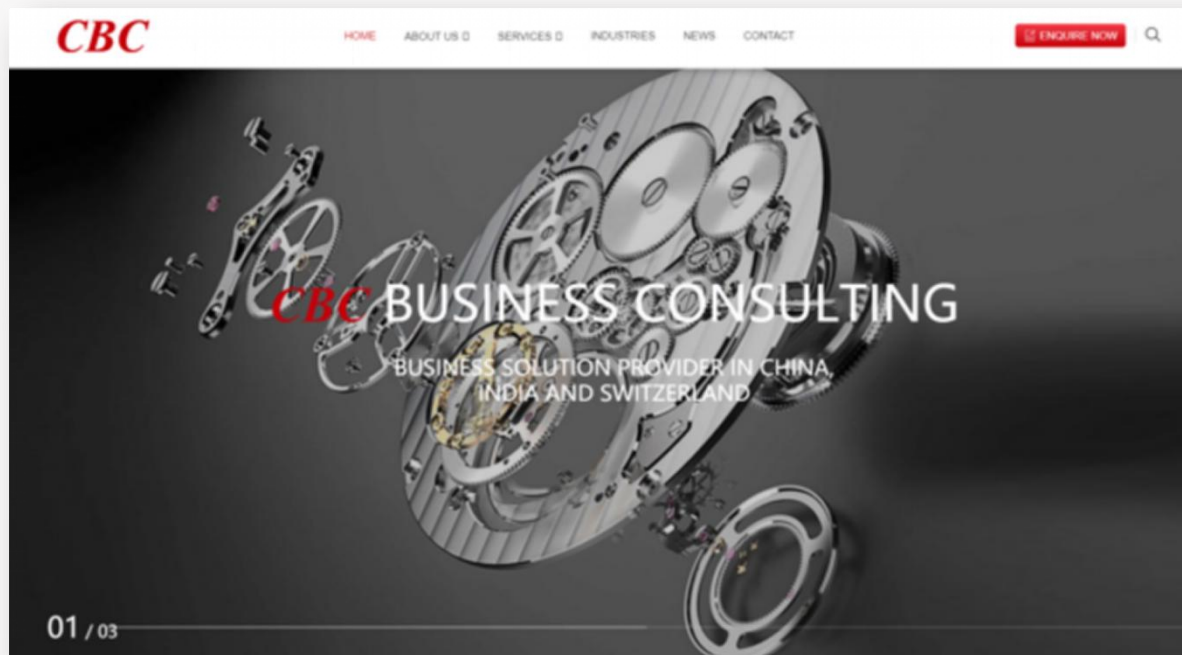 CBC
HOME ABOUT US SERVICES INDUSTRIES NEWS CONTACT
ENQUIRE NOW
CBC BUSINESS CONSULTING
BUSINESS SOLUTION PROVIDER IN CHINA,
INDIA AND SWITZERLAND
01 / 03